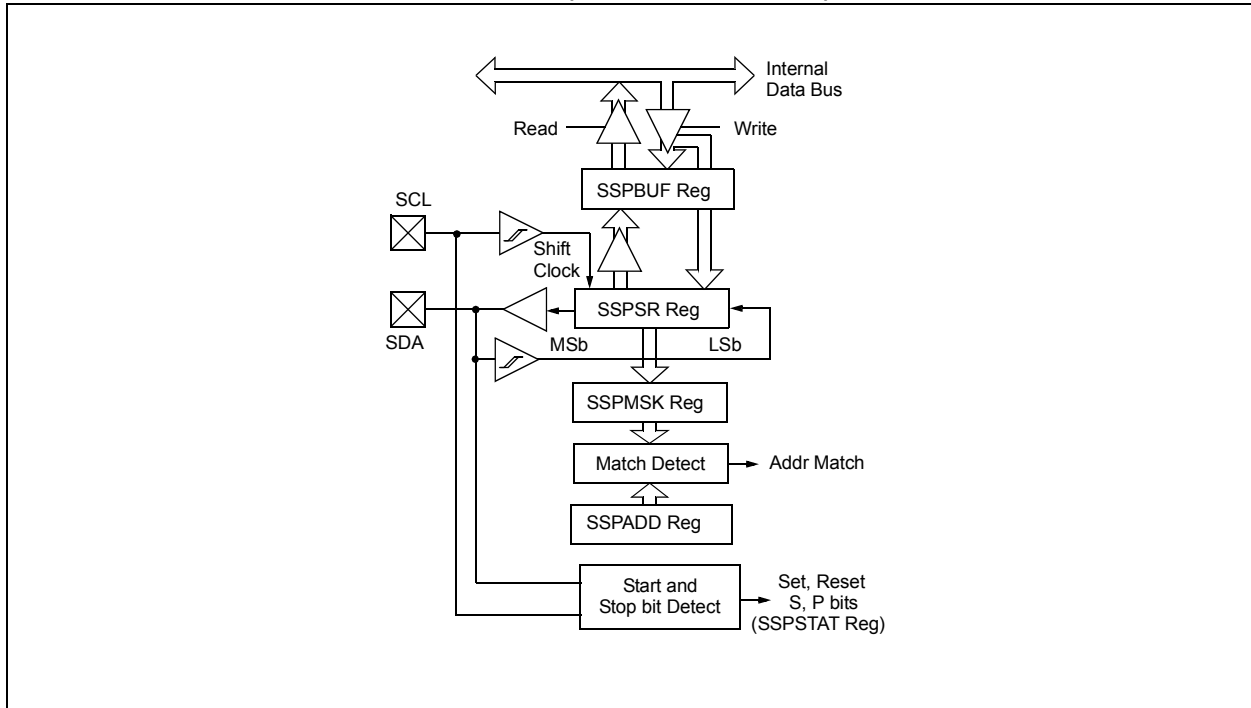 Internal
Data Bus
Read
Write
SSPBUF Reg
SCL
Shift
Clock
SSPSR Reg
SDA
MSb
LSb
SSPMSK Reg
Match Detect
Addr Match
SSPADD Reg
Start and
Stop bit Detect
Set, Reset
S, P bits
(SSPSTAT Reg)